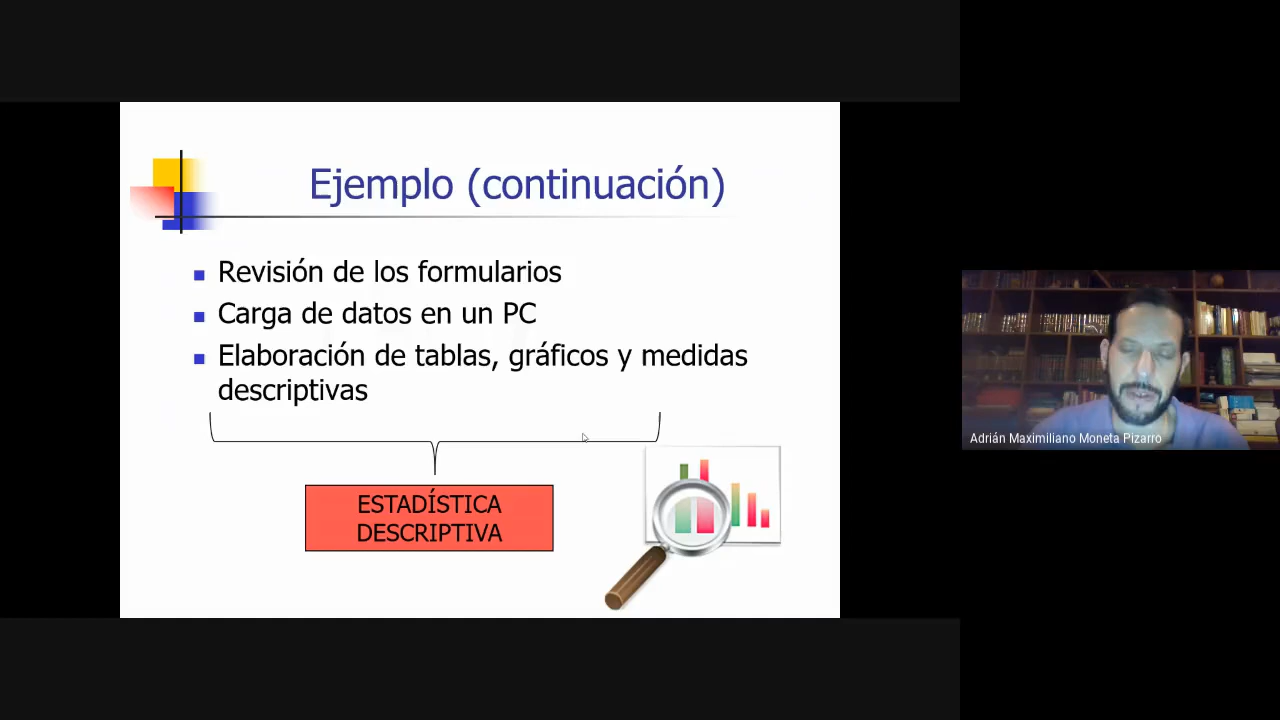 Ejemplo (continuación)
Revisión de los formularios
Carga de datos en un PC
Elaboración de tablas, gráficos y medidas
descriptivas
ESTADÍSTICA
DESCRIPTIVA
Adrián Maximiliano Moneta Pizarro